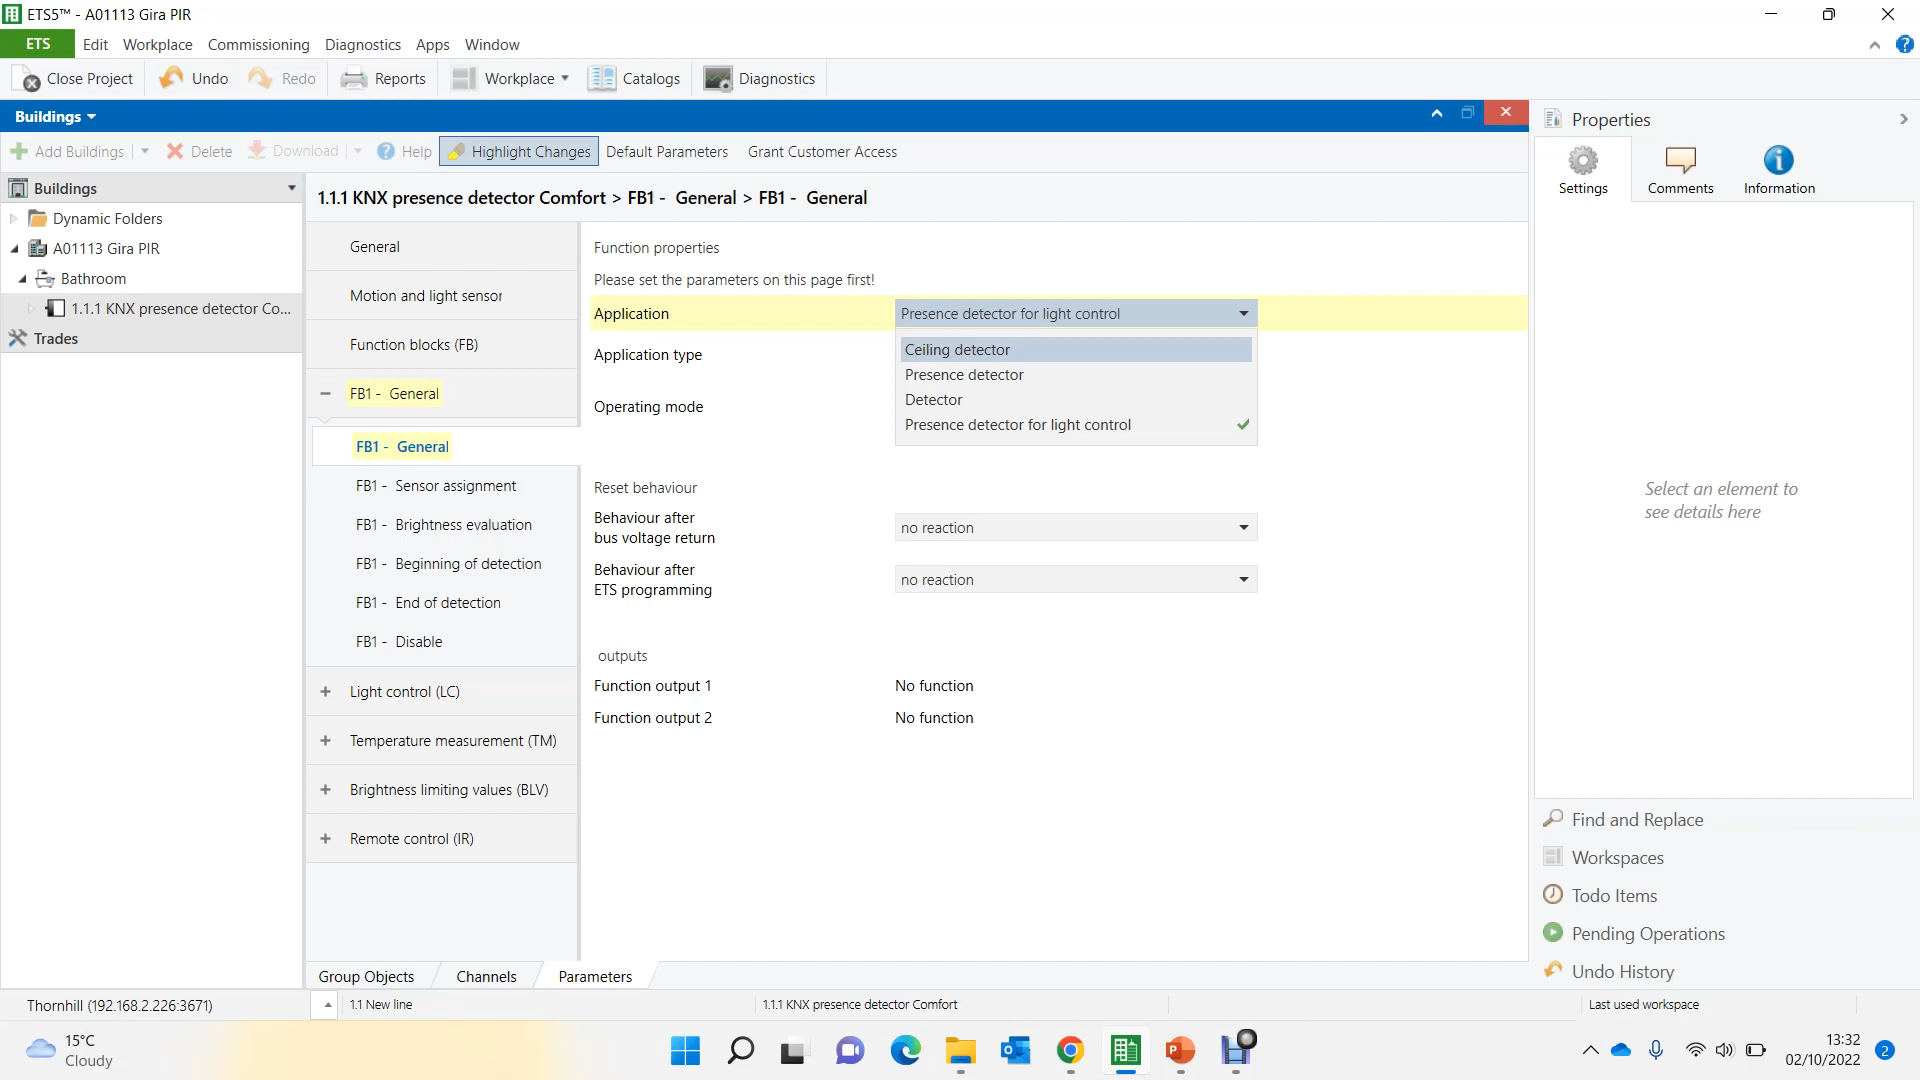 ETS5™ - A01113 Gira PIR
ETS Edit Workplace Commissioning Diagnostics Apps Window
Close Project Undo Redo Reports Workplace Catalogs Diagnostics
Buildings
Add Buildings Delete Download Help Highlight Changes Default Parameters Grant Customer Access
Buildings
Dynamic Folders
A01113 Gira PIR
Bathroom
1.1.1 KNX presence detector Co...
Trades
1.1.1 KNX presence detector Comfort > FB1 - General > FB1 - General
General
Motion and light sensor
Function blocks (FB)
FB1 - General
FB1 - General
FB1 - Sensor assignment
FB1 - Brightness evaluation
FB1 - Beginning of detection
FB1 - End of detection
FB1 - Disable
Light control (LC)
Temperature measurement (TM)
Brightness limiting values (BLV)
Remote control (IR)
Function properties
Please set the parameters on this page first!
Application Presence detector for light control
Ceiling detector
Presence detector
Detector
Presence detector for light control
Application type
Operating mode
Reset behaviour
Behaviour after
bus voltage return
no reaction
Behaviour after
ETS programming
no reaction
outputs
Function output 1 No function
Function output 2 No function
Group Objects Channels Parameters
Properties
Settings Comments Information
Select an element to
see details here
Find and Replace
Workspaces
Todo Items
Pending Operations
Undo History
Thornhill (192.168.2.226:3671) 1.1 New line 1.1.1 KNX presence detector Comfort Last used workspace
15°C
Cloudy
13:32
02/10/2022
2